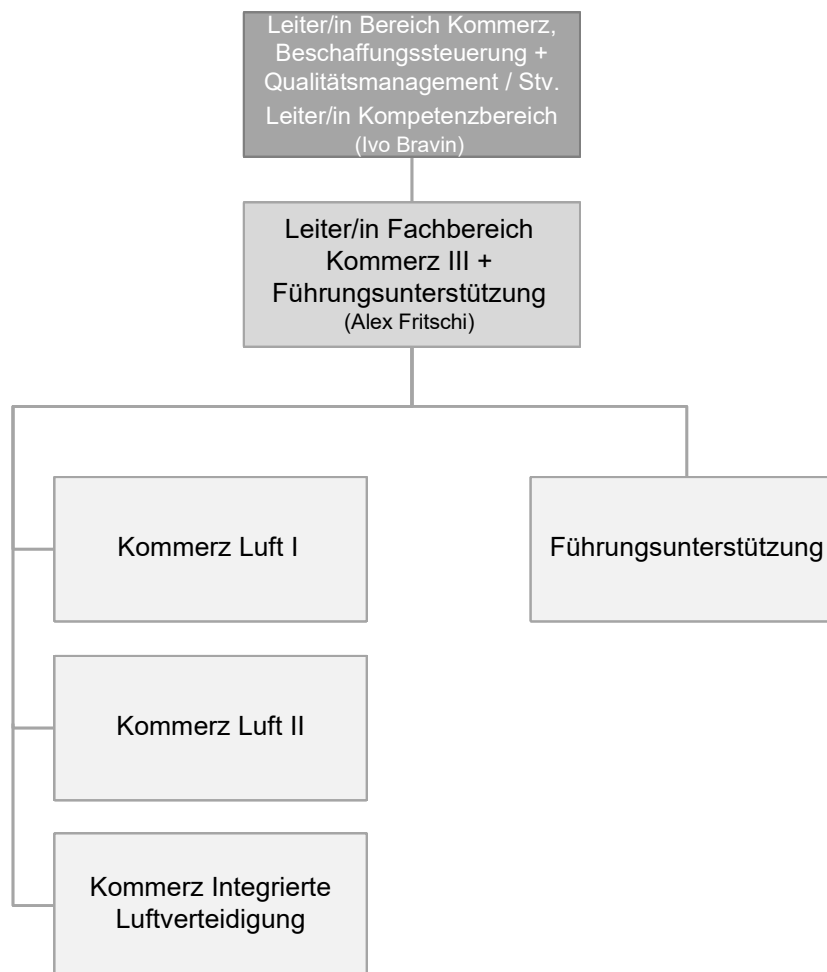 Leiter/in Bereich Kommerz,
Beschaffungssteuerung +
Qualitätsmanagement / Stv.
Leiter/in Kompetenzbereich
(Ivo Bravin)
Leiter/in Fachbereich
Kommerz III +
Führungsunterstützung
(Alex Fritschi)
Kommerz Luft I
Führungsunterstützung
Kommerz Luft II
Kommerz Integrierte
Luftverteidigung